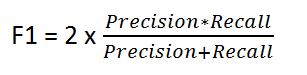 F1 = 2 x Precision*Recall / Precision+Recall